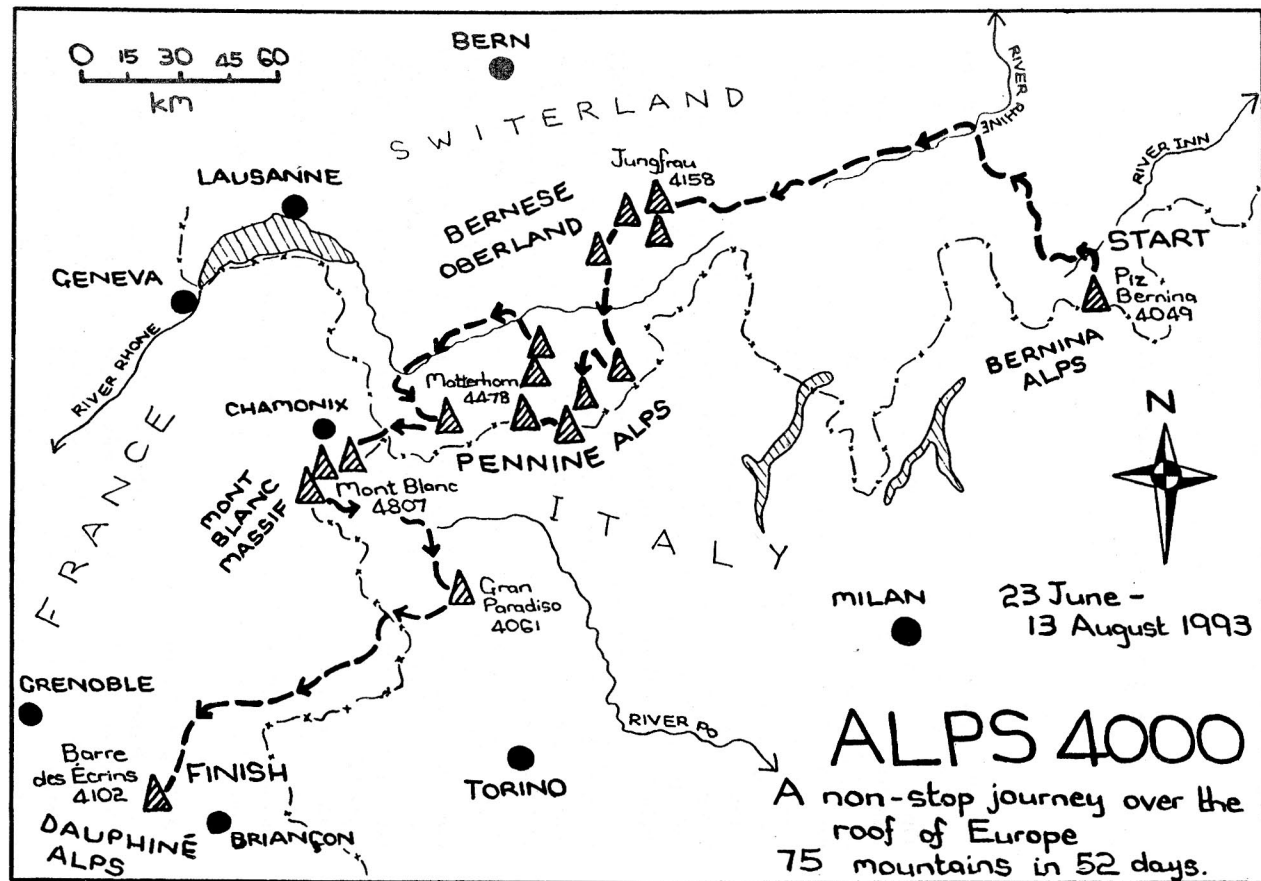 0 15 30 45 60
km
BERN
SWITERLAND
RIVER RHINE
RIVER INN
LAUSANNE
Jungfrau
4158
BERNESE
OBERLAND
START
GENEVA
Piz
Bernina
4049
BERNINA
ALPS
RIVER RHONE
Matterhorn
4478
CHAMONIX
PENNINE ALPS
N
FRANCE
MONT
BLANC
MASSIF
Mont Blanc
4807
ITALY
Gran
Paradiso
4061
MILAN
23 June -
13 August 1993
GRENOBLE
RIVER Po
Barre
des Écrins
4102
FINISH
TORINO
DAUPHINÉ
ALPS
BRIANÇON
ALPS 4000
A non-stop journey over the
roof of Europe
75 mountains in 52 days.